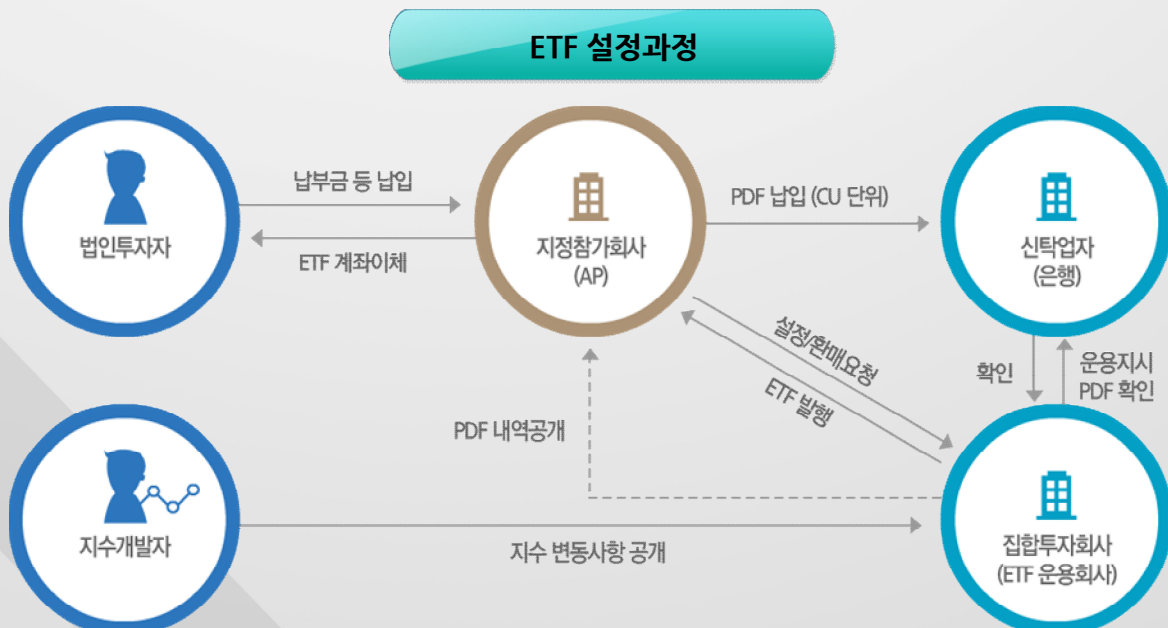 ETF 설정과정
납부금 등 납입
PDF 납입 (CU 단위)
법인투자자
지정참가회사
(AP)
신탁업자
(은행)
ETF 계좌이체
설정/환매요청
ETF 발행
확인
운용지시
PDF 확인
PDF 내역공개
지수개발자
지수 변동사항 공개
집합투자회사
(ETF 운용회사)